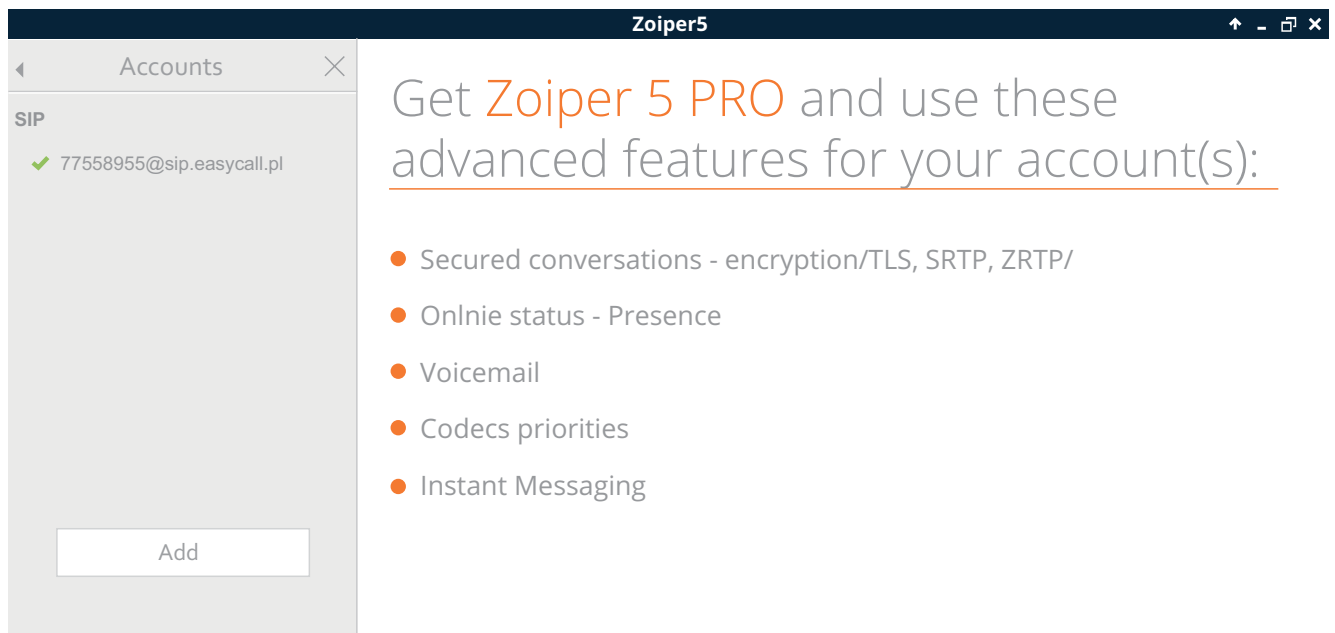 Zoiper5
Accounts
SIP
77558955@sip.easycall.pl
Add
Get Zoiper 5 PRO and use these
advanced features for your account(s):
Secured conversations - encryption/TLS, SRTP, ZRTP/
Onlnie status - Presence
Voicemail
Codecs priorities
Instant Messaging